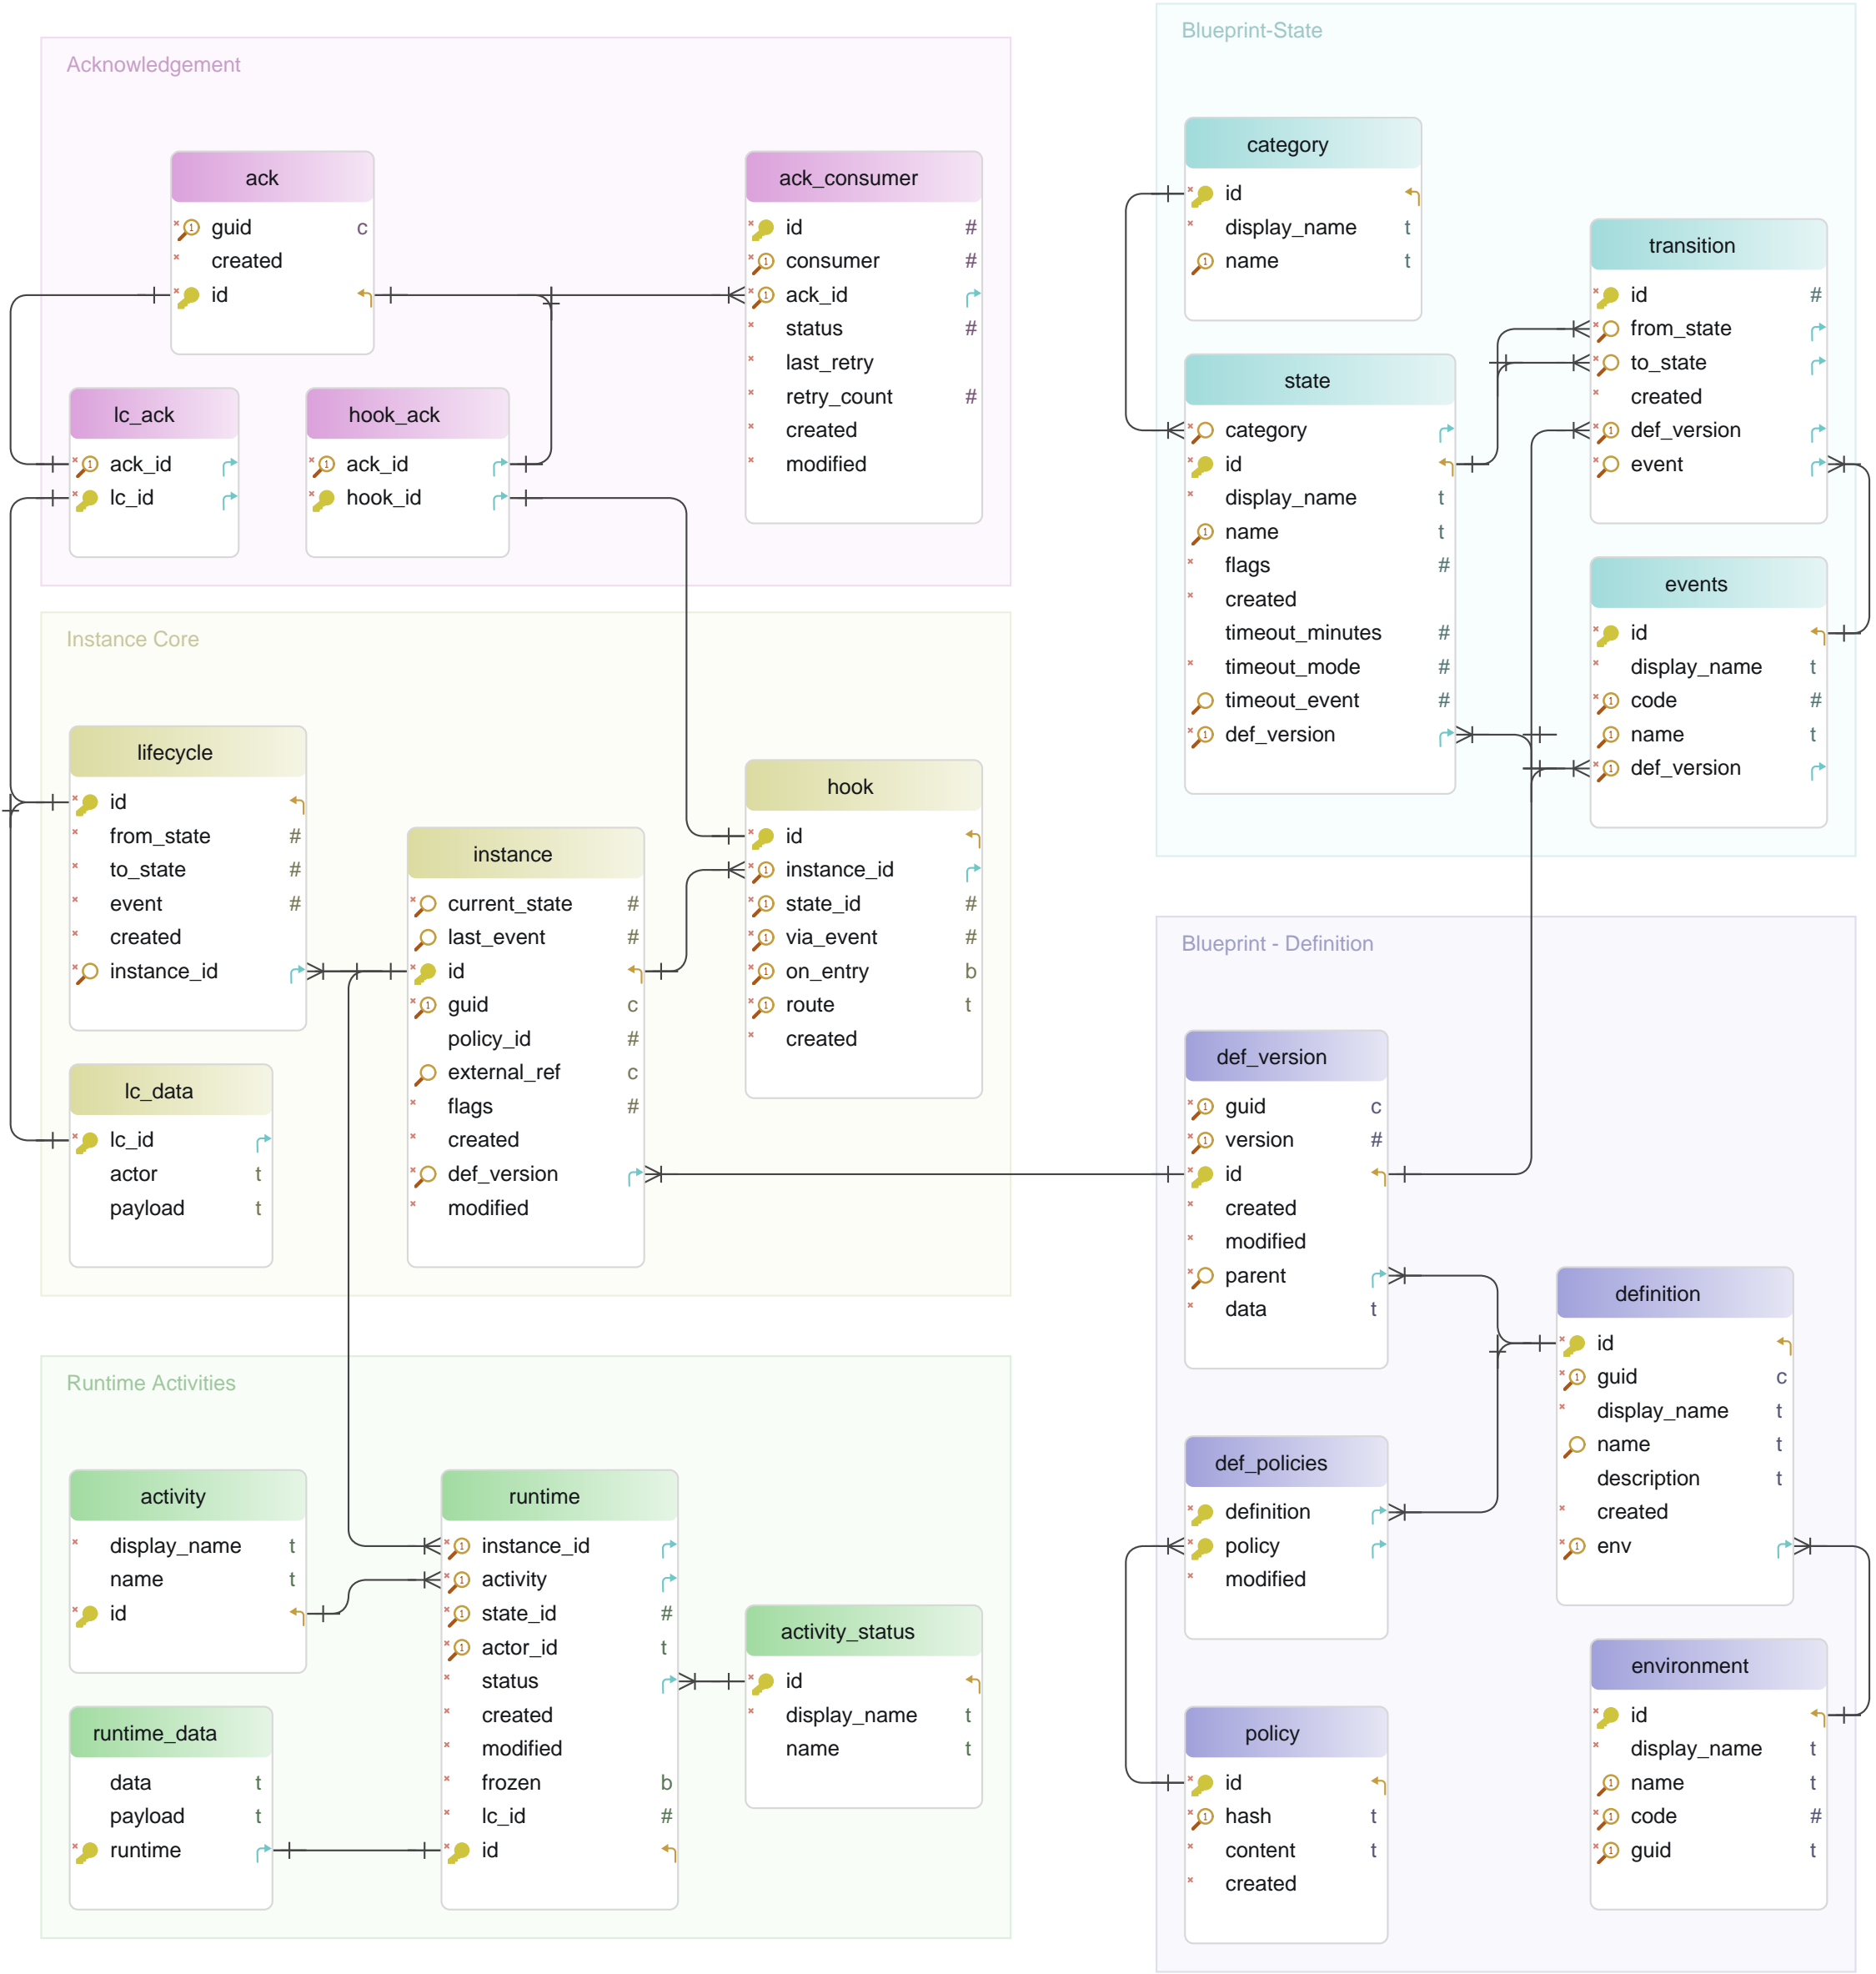 Acknowledgement
ack
guid c
created
id
ack_consumer
id #
consumer #
ack_id
status #
last_retry
retry_count #
created
modified
lc_ack
ack_id
lc_id
hook_ack
ack_id
hook_id
Instance Core
lifecycle
id
from_state #
to_state #
event #
created
instance_id
instance
current_state #
last_event #
id
guid c
policy_id #
external_ref c
flags #
created
def_version
modified
hook
id
instance_id
state_id #
via_event #
on_entry b
route t
created
lc_data
lc_id
actor t
payload t
Runtime Activities
activity
display_name t
name t
id
runtime
instance_id
activity
state_id #
actor_id t
status
created
modified
frozen b
lc_id #
id
activity_status
id
display_name t
name t
runtime_data
data t
payload t
runtime
Blueprint-State
category
id
display_name t
name t
state
category
id
display_name t
name t
flags #
created
timeout_minutes #
timeout_mode #
timeout_event #
def_version
transition
id #
from_state
to_state
created
def_version
event
events
id
display_name t
code #
name t
def_version
Blueprint - Definition
def_version
guid c
version #
id
created
modified
parent
data t
definition
id
guid c
display_name t
name t
description t
created
env
def_policies
definition
policy
modified
policy
id
hash t
content t
created
environment
id
display_name t
name t
code #
guid t